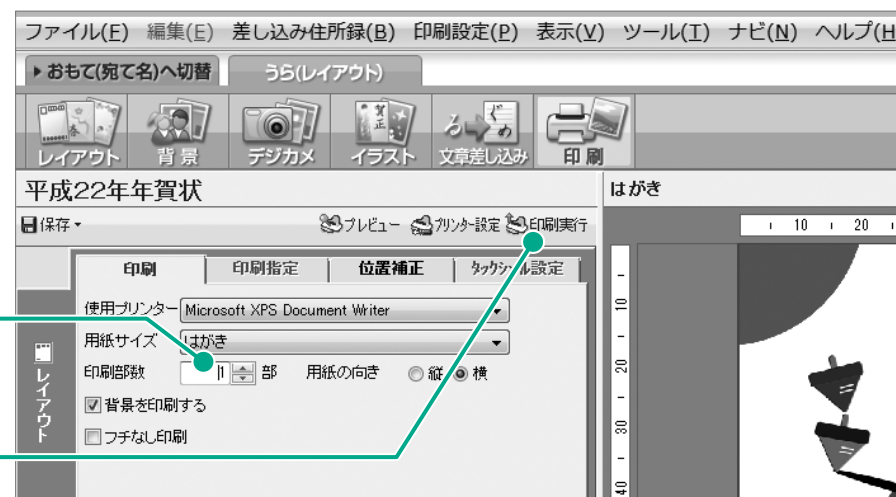 ファイル(F) 編集(E) 差し込み住所録(B) 印刷設定(P) 表示(V) ツール(T) ナビ(N) ヘルプ(H
おもて(宛て名)へ切替 うら(レイアウト)
レイアウト 背景 デジカメ イラスト 文章差し込み 印刷
平成22年年賀状 はがき
保存 プレビュー プリンター設定 印刷実行
10 20
印刷 印刷指定 位置補正 タックシール設定
使用プリンター Microsoft XPS Document Writer
用紙サイズ はがき
印刷部数 1 部 用紙の向き 縦 横
背景を印刷する
フチなし印刷
レイアウト
0
20
30
40